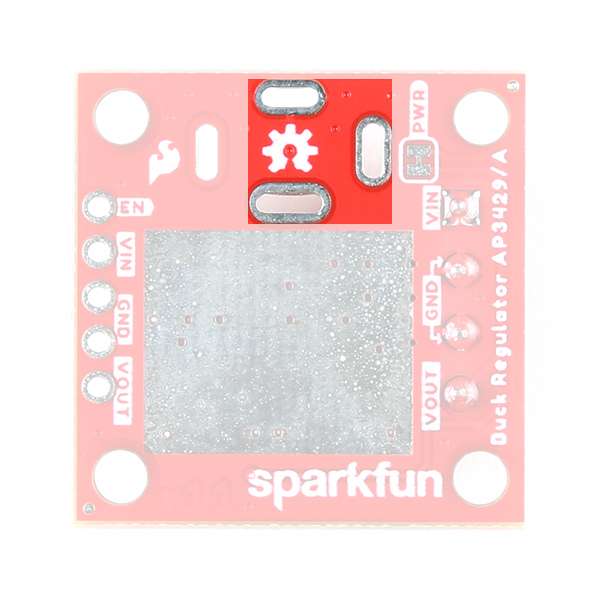 PWR
EN
VIN
GND
VOUT
VIN
GND
VOUT
Buck Regulator AP3429/A
sparkfun